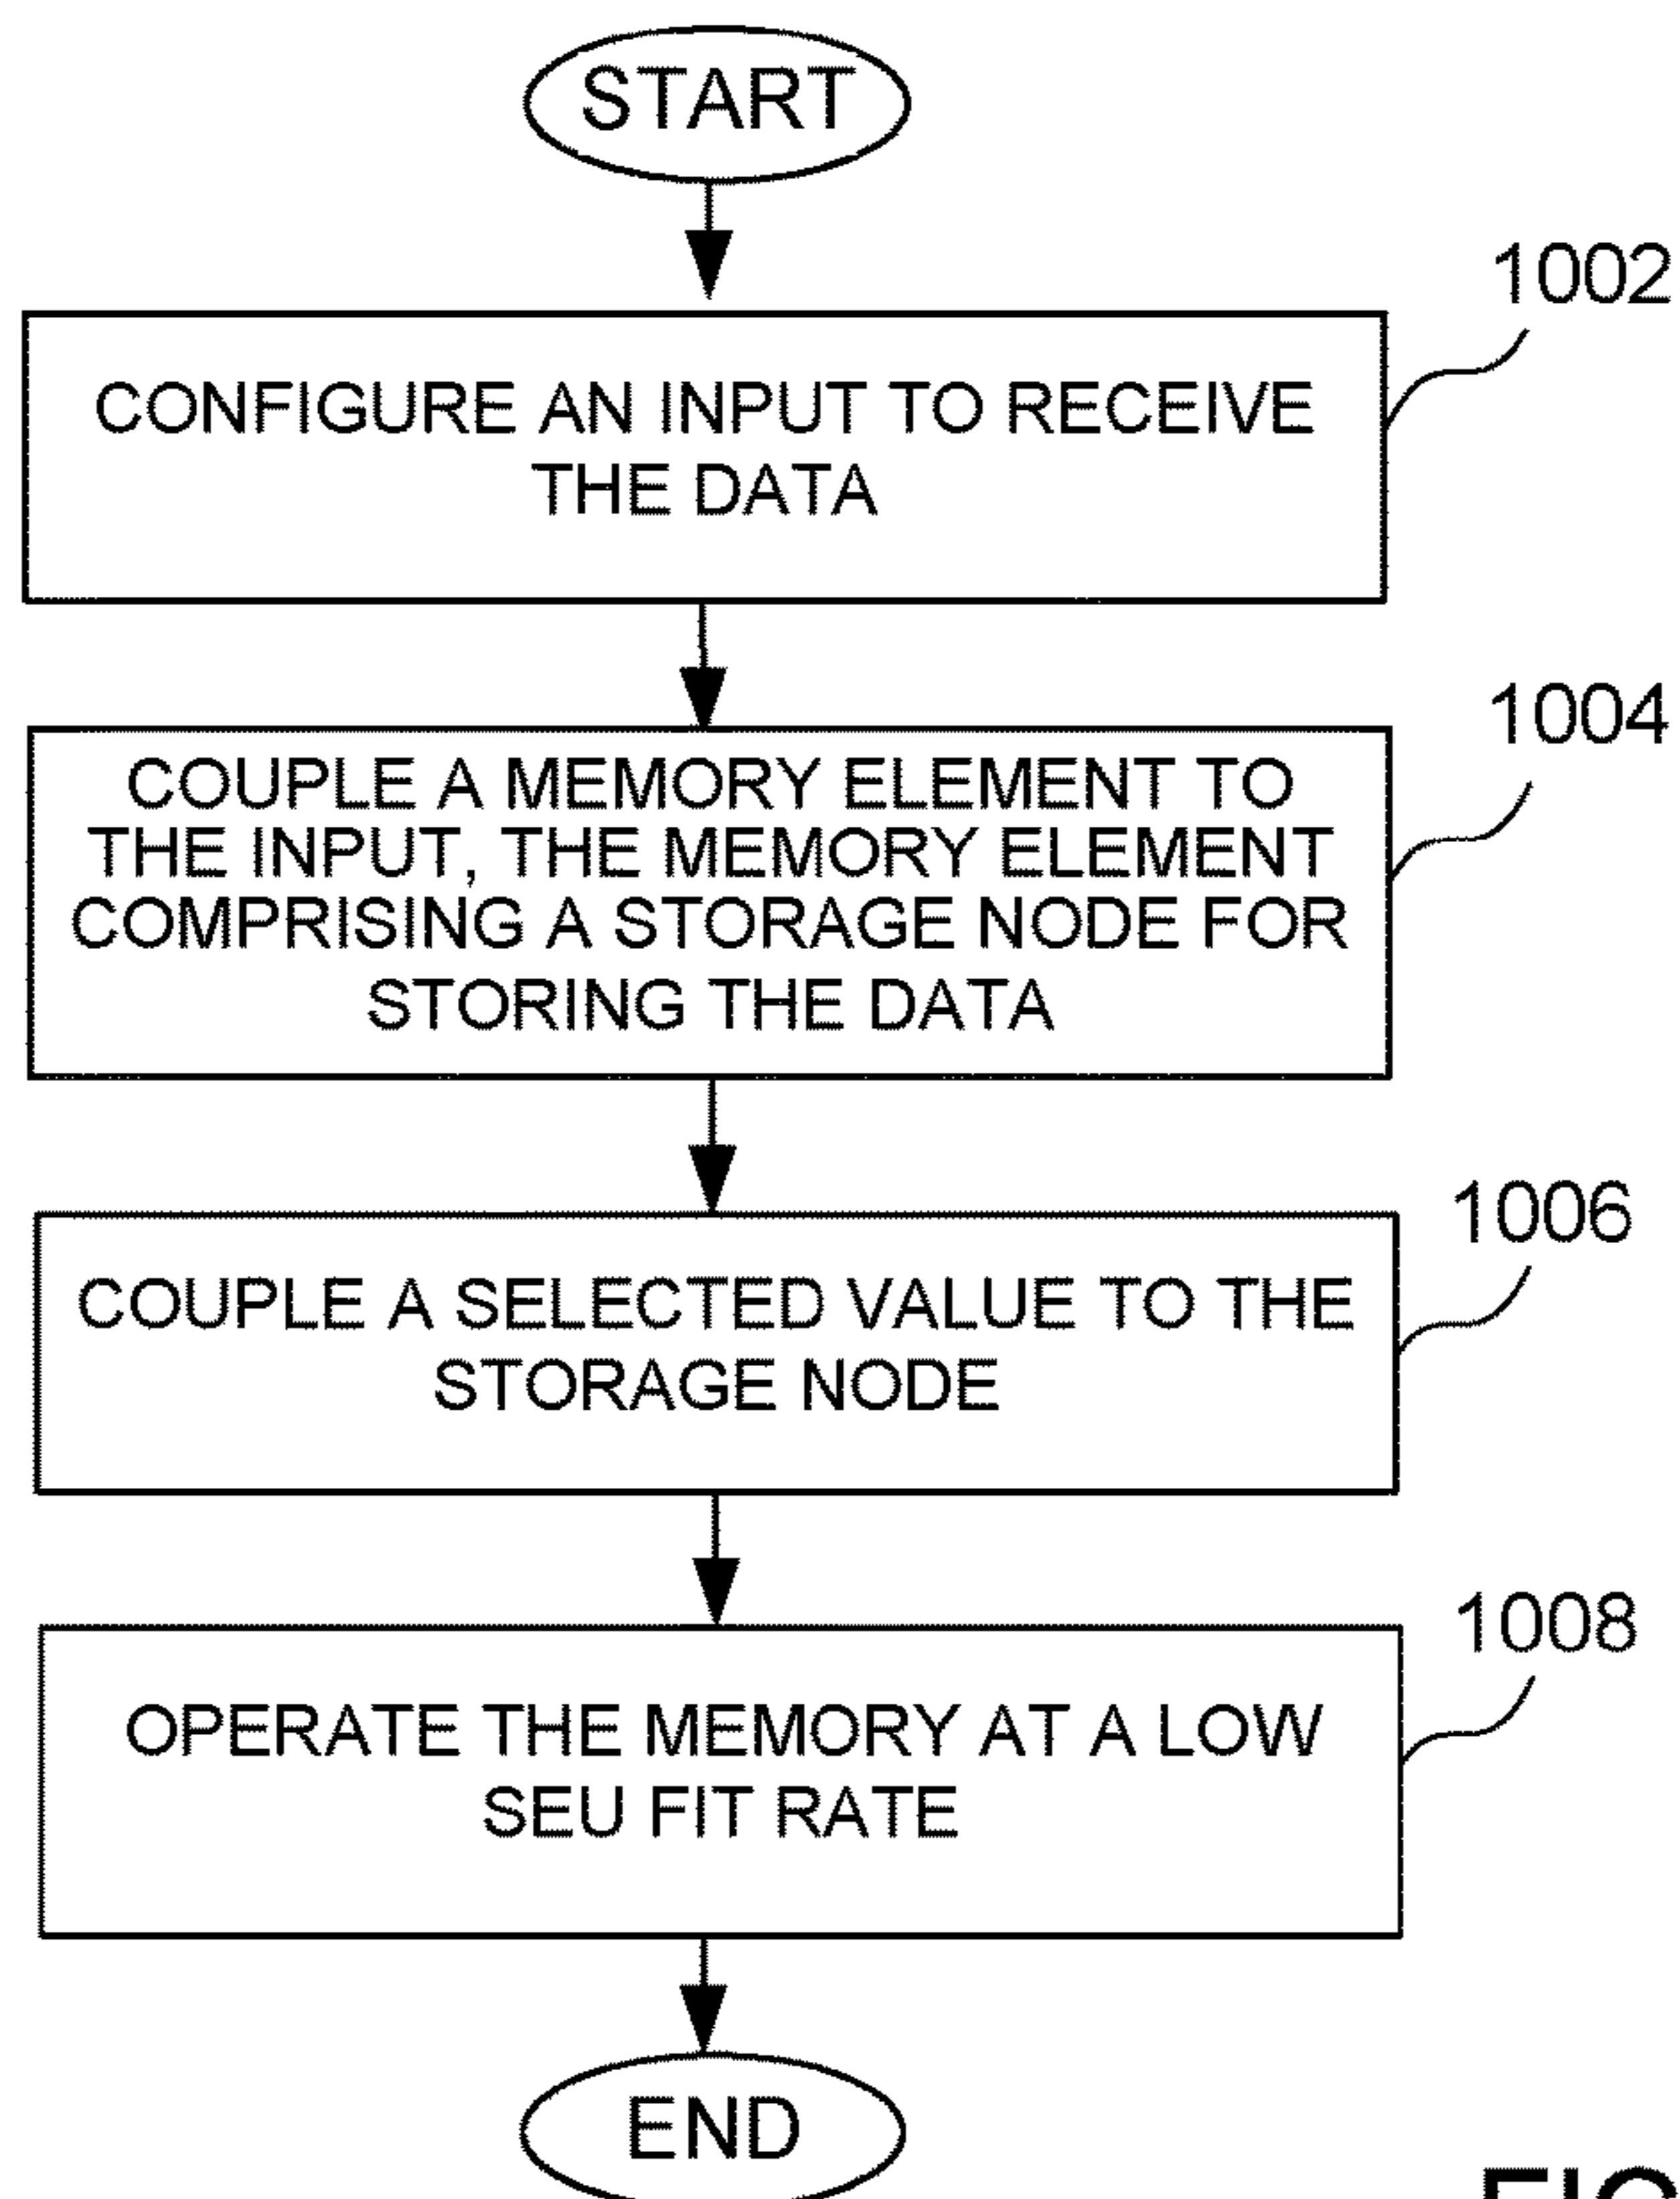 START
1002
CONFIGURE AN INPUT TO RECEIVE
THE DATA
1004
COUPLE A MEMORY ELEMENT TO
THE INPUT, THE MEMORY ELEMENT
COMPRISING A STORAGE NODE FOR
STORING THE DATA
1006
COUPLE A SELECTED VALUE TO THE
STORAGE NODE
1008
OPERATE THE MEMORY AT A LOW
SEU FIT RATE
END